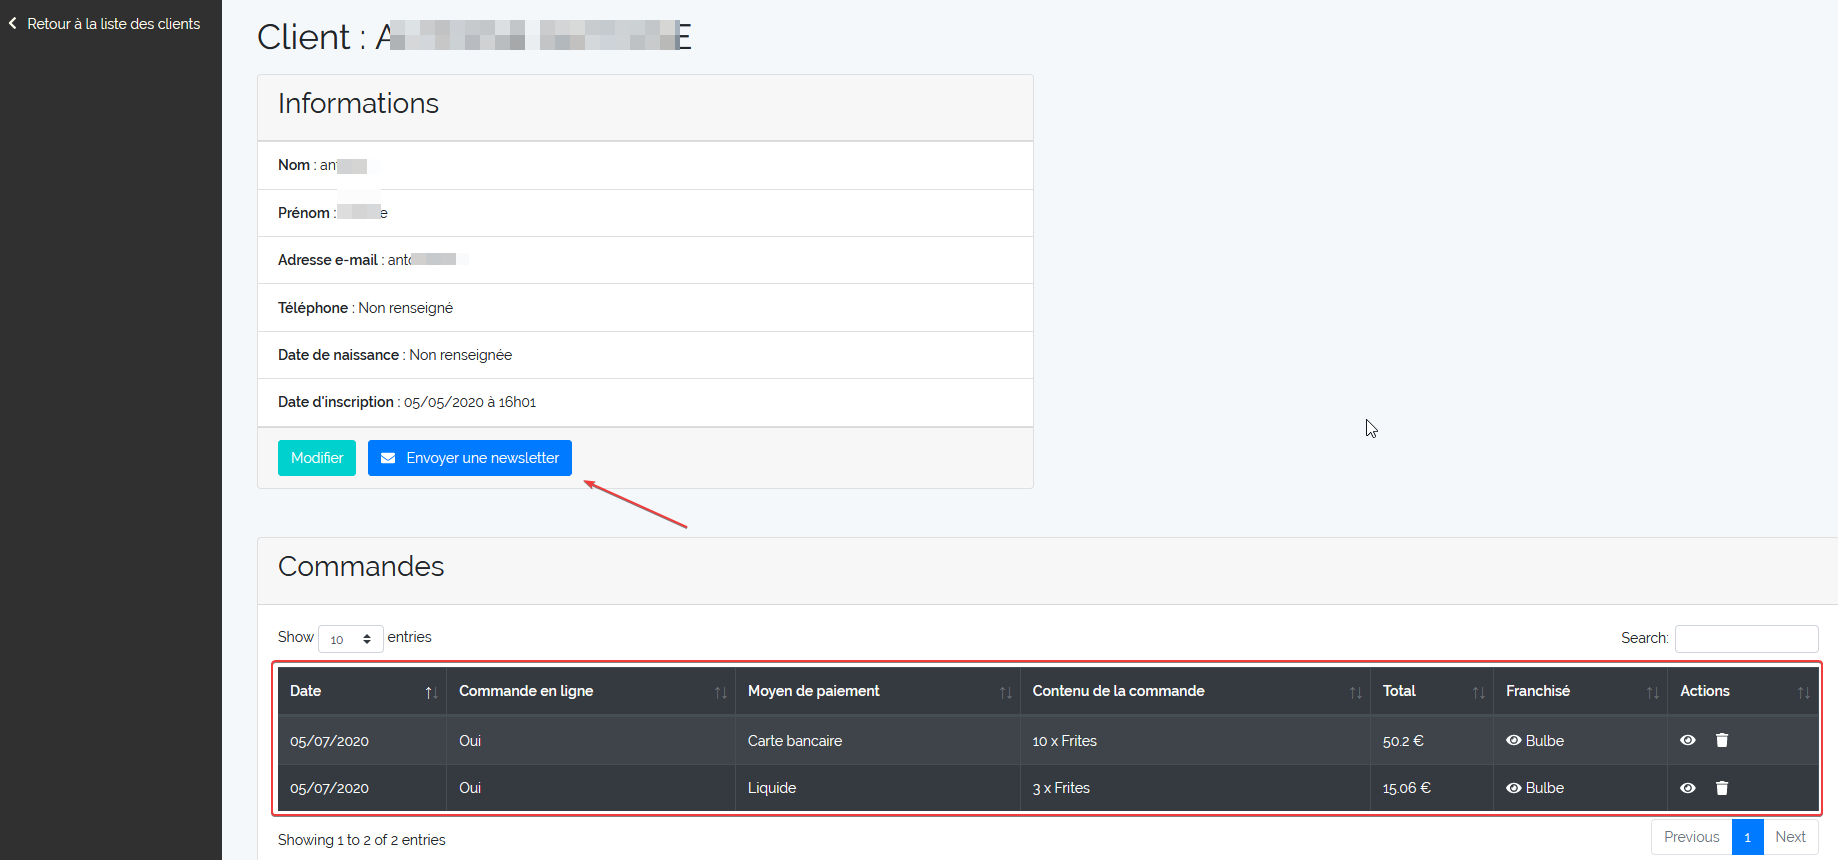 Retour à la liste des clients
Client :
Informations
Nom :
Prénom :
Adresse e-mail :
Téléphone : Non renseigné
Date de naissance : Non renseignée
Date d'inscription : 05/05/2020 à 16h01
Modifier Envoyer une newsletter
Commandes
Show 10 entries Search:
Date Commande en ligne Moyen de paiement Contenu de la commande Total Franchisé Actions
05/07/2020 Oui Carte bancaire 10 x Frites 50.2 € Bulbe
05/07/2020 Oui Liquide 3 x Frites 15.06 € Bulbe
Showing 1 to 2 of 2 entries Previous 1 Next